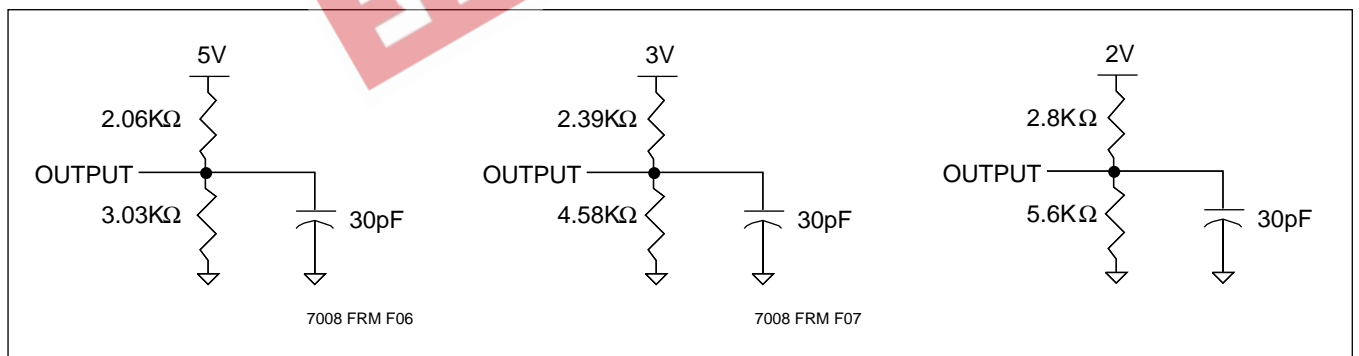 5V
2.06KΩ
OUTPUT
3.03KΩ
30pF
7008 FRM F06
3V
2.39KΩ
OUTPUT
4.58KΩ
30pF
7008 FRM F07
2V
2.8KΩ
OUTPUT
5.6KΩ
30pF